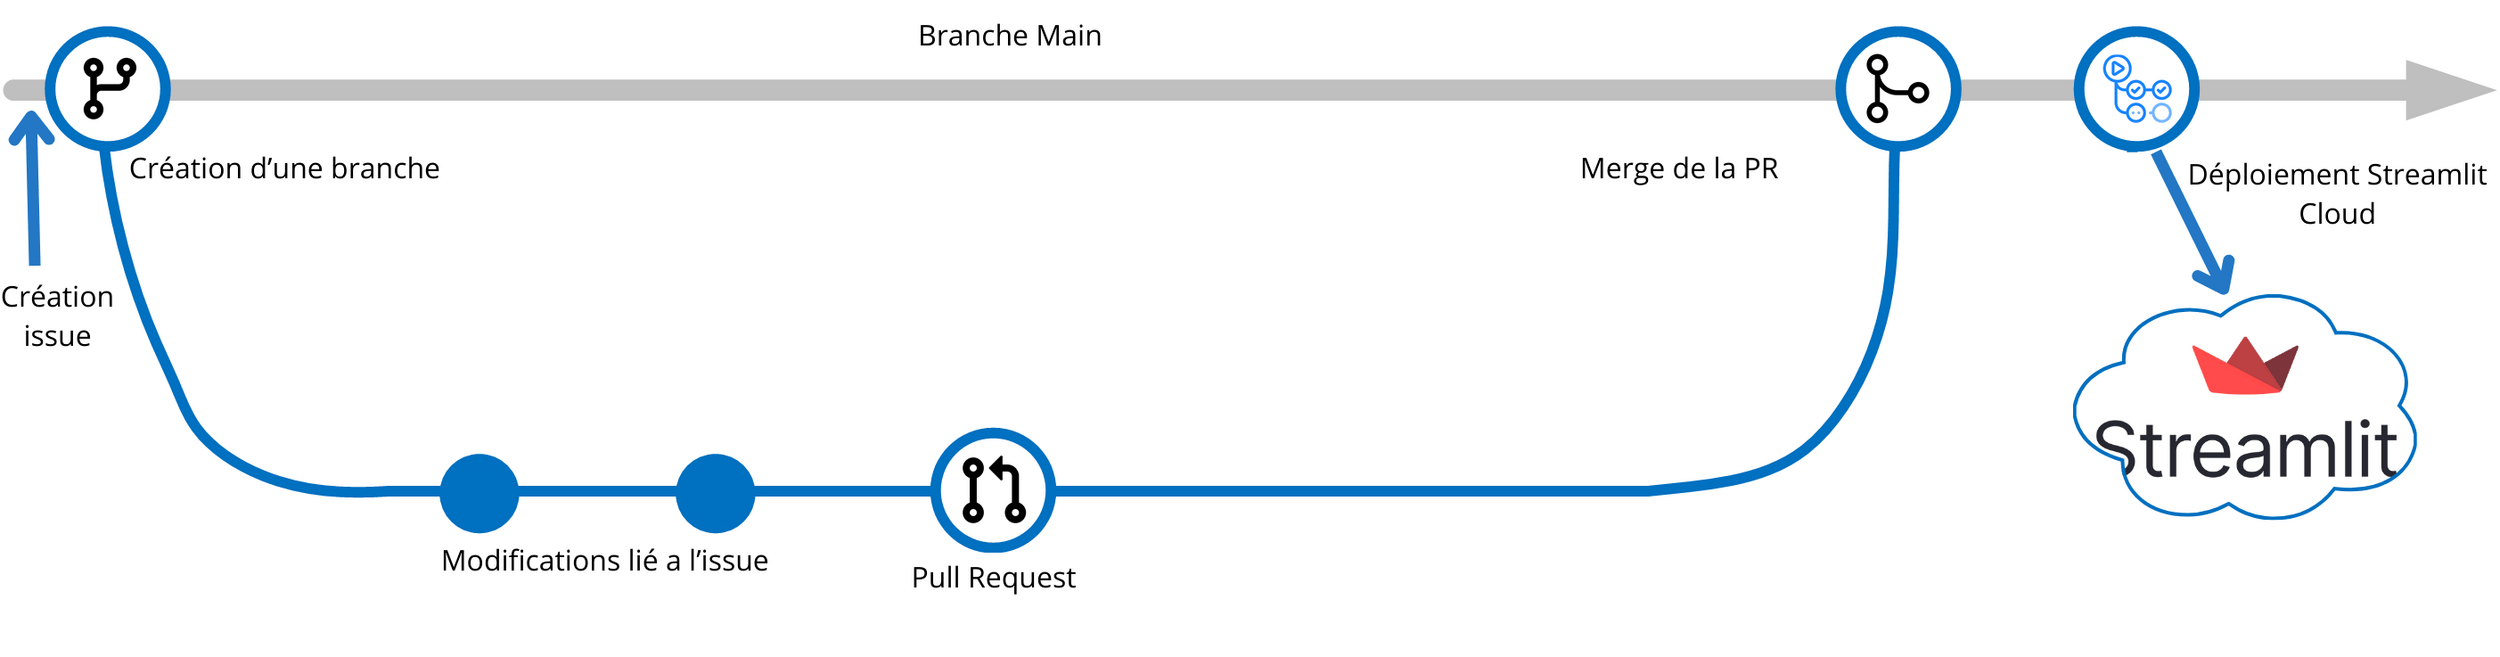 Branche Main
Création d’une branche
Merge de la PR
Déploiement Streamlit
Cloud
Création
issue
Streamlit
Modifications lié a l’issue
Pull Request